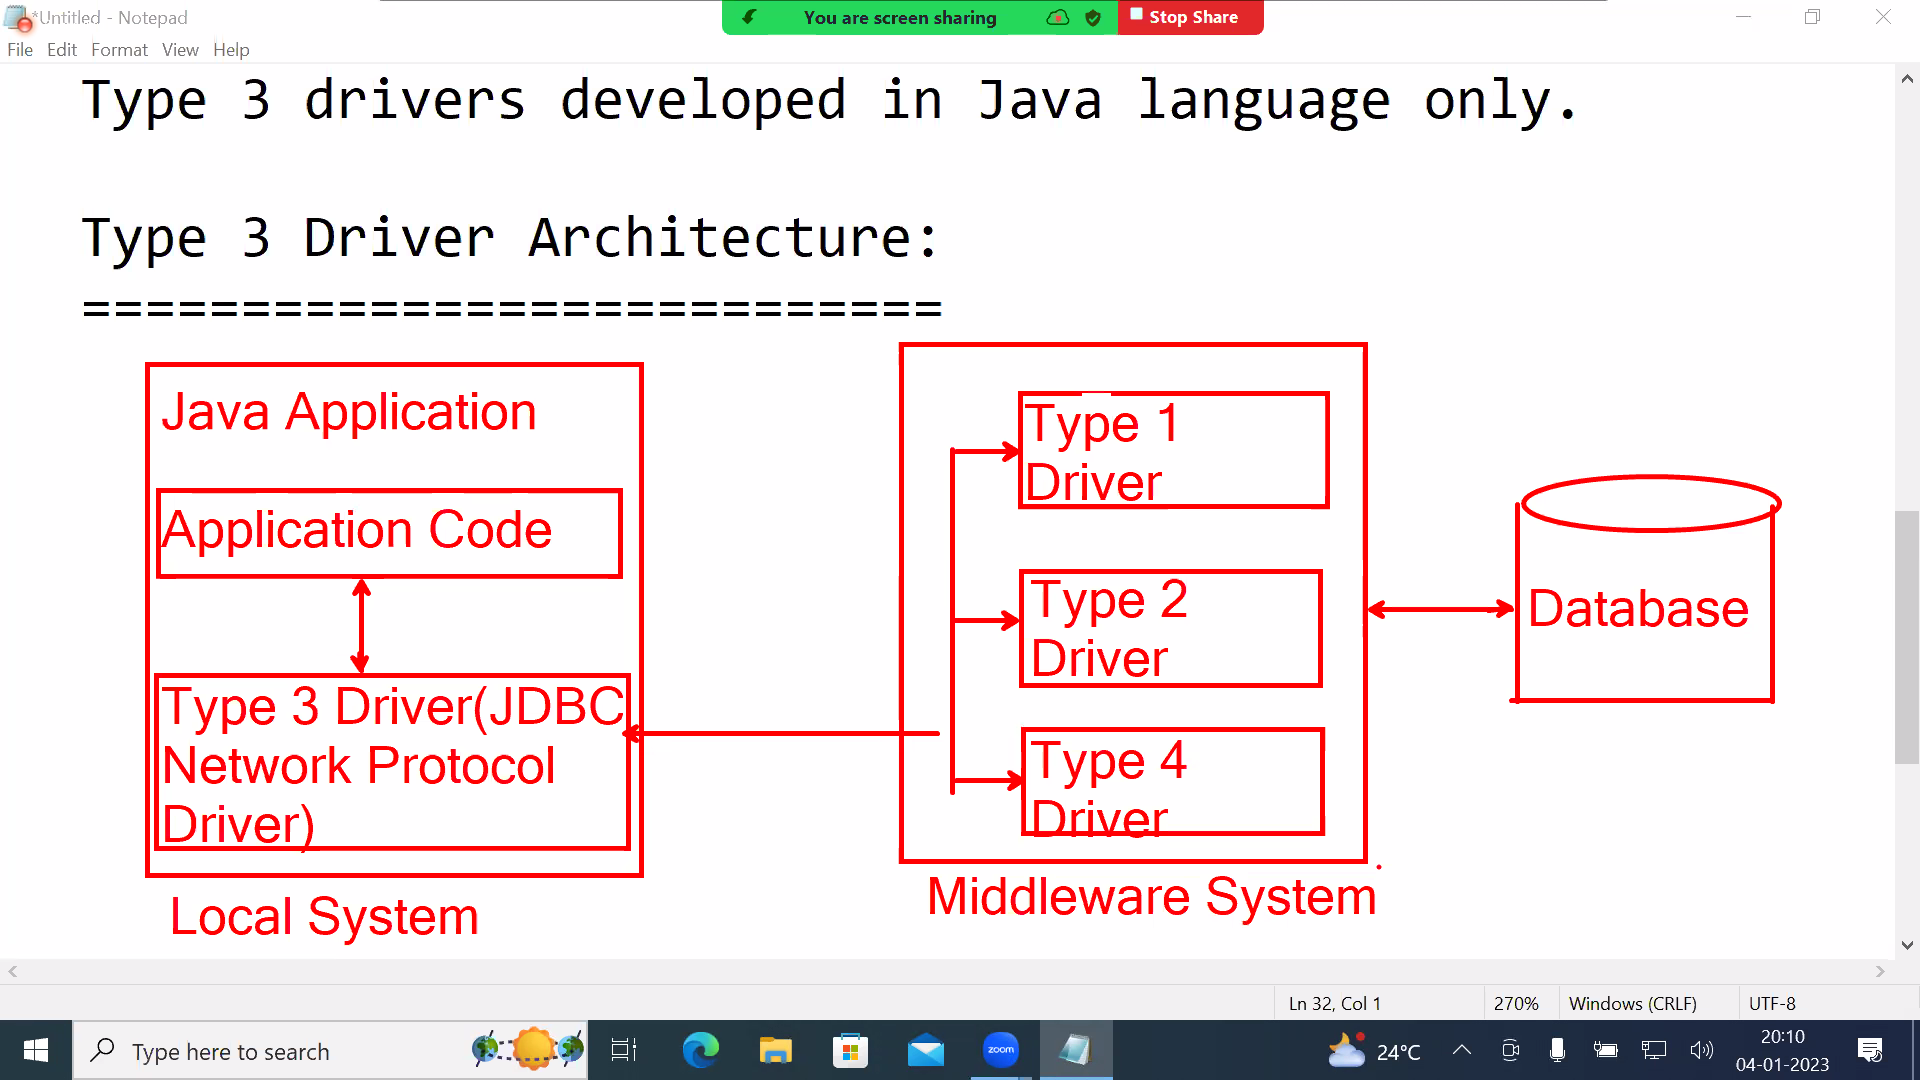 *Untitled - Notepad
You are screen sharing
Stop Share
File Edit Format View Help
Type 3 drivers developed in Java language only.
Type 3 Driver Architecture:
===========================
Java Application
Application Code
Type 3 Driver(JDBC
Network Protocol
Driver)
Local System
Type 1
Driver
Type 2
Driver
Type 4
Driver
Middleware System
Database
Ln 32, Col 1
270%
Windows (CRLF)
UTF-8
Type here to search
zoom
24°C
20:10
04-01-2023